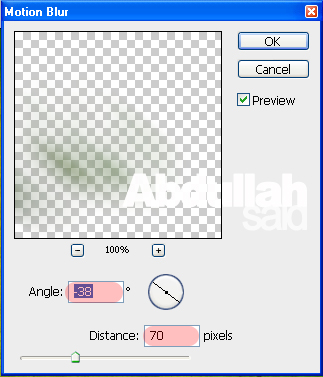 Motion Blur
OK
Cancel
Preview
Abdullah
said
100%
Angle: -38 °
Distance: 70 pixels